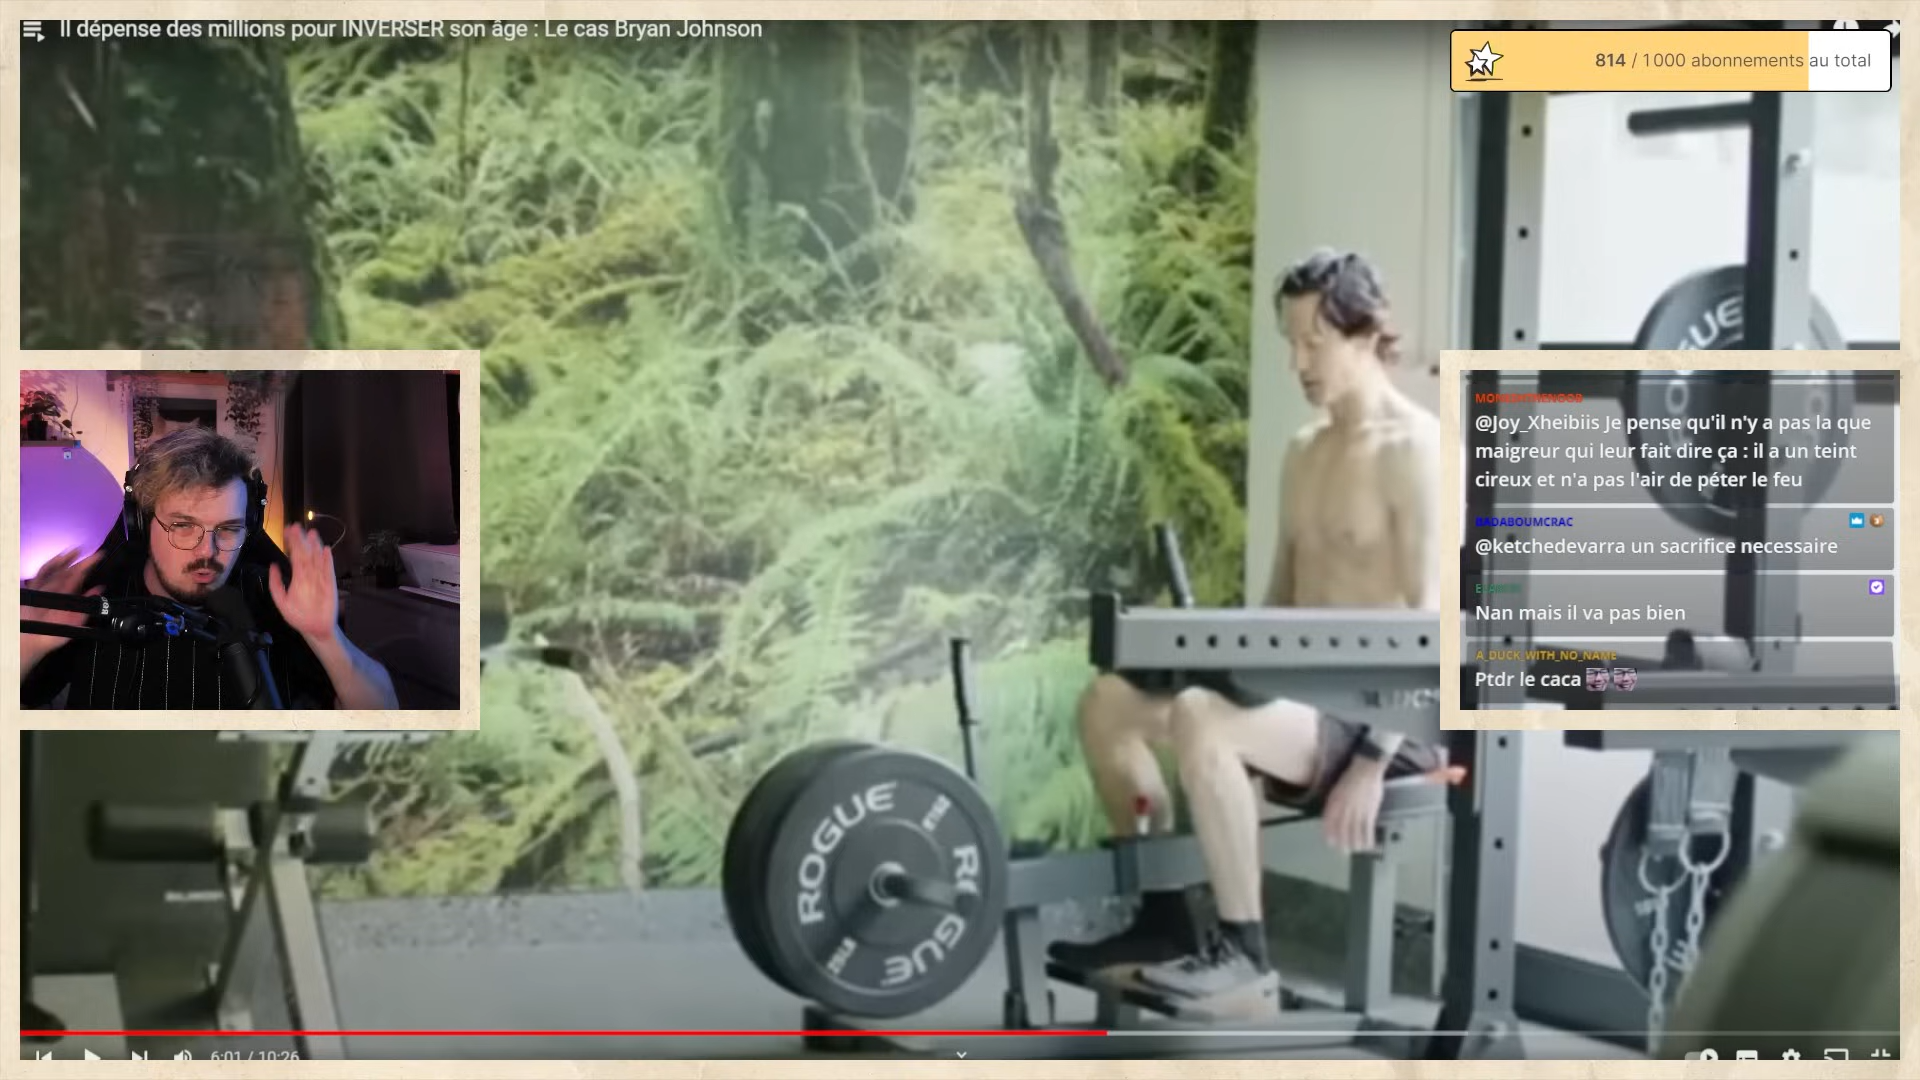 Il dépense des millions pour INVERSER son âge : Le cas Bryan Johnson
814 / 1000 abonnements au total
@Joy_Xheibiis Je pense qu'il n'y a pas la que
maigreur qui leur fait dire ça : il a un teint
cireux et n'a pas l'air de péter le feu
BADABOUMCRAC
@ketchedevarra un sacrifice necessaire
Nan mais il va pas bien
A_DUCK_WITH_NO_NAME
Ptdr le caca
ROGUE
ROGUE
6:01 / 10:26